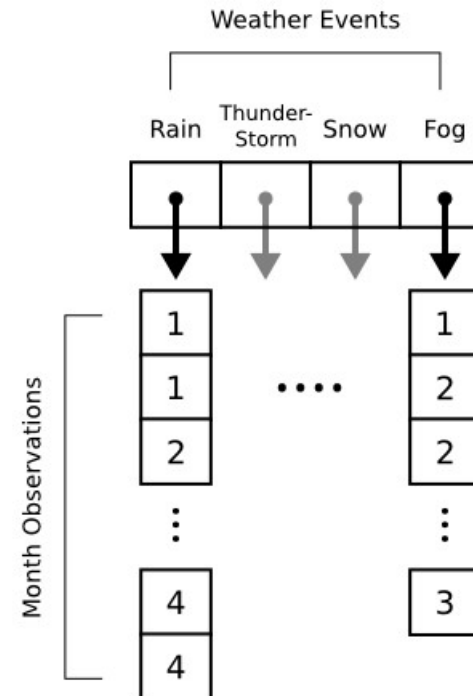 Weather Events
Rain
Thunder-
Storm
Snow
Fog
Month Observations
1
1
2
4
4
1
2
2
3